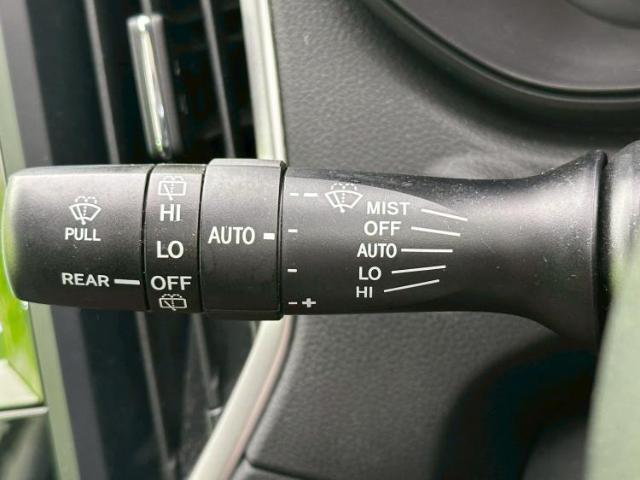 PULL
REAR
HI
LO
OFF
AUTO
- +
MIST
OFF
AUTO
LO
HI